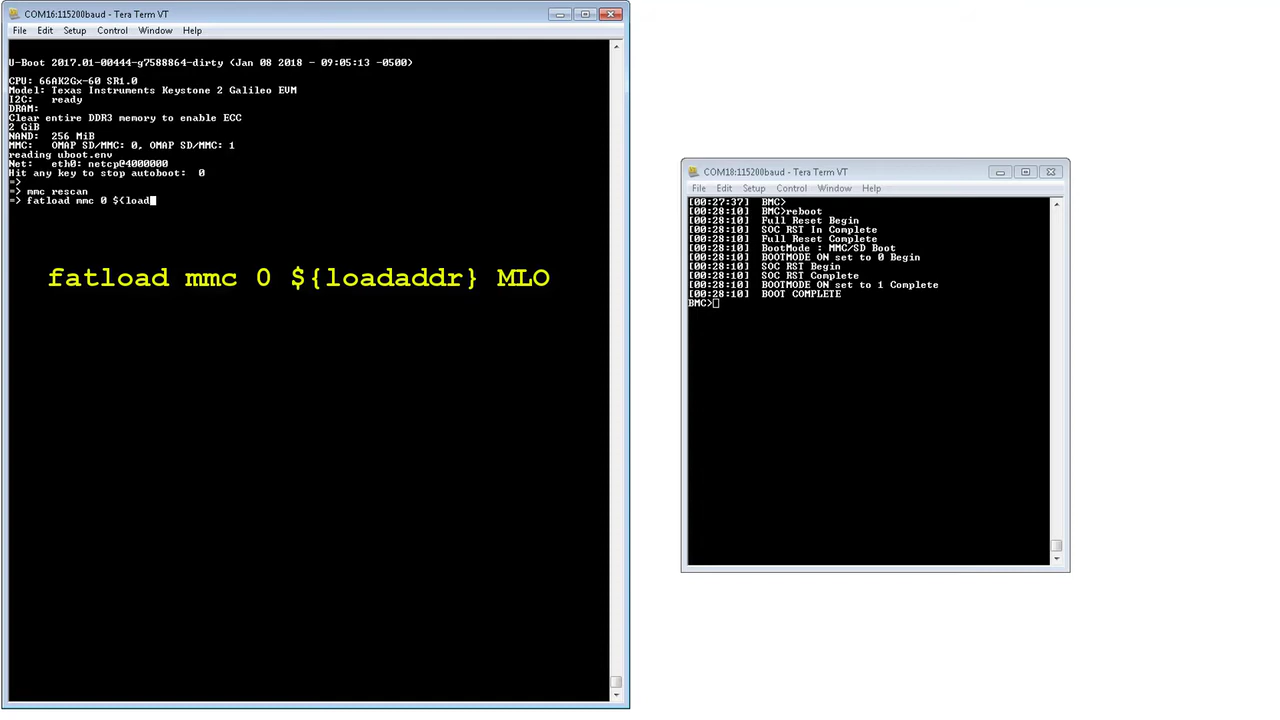 COM16:115200baud - Tera Term VT
File Edit Setup Control Window Help
U-Boot 2017.01-00444-g7588864-dirty (Jan 08 2018 - 09:05:13 -0500)
CPU: 66AK2Gx-60 SR1.0
Model: Texas Instruments Keystone 2 Galileo EVM
I2C: ready
DRAM:
Clear entire DDR3 memory to enable ECC
2 GiB
NAND: 256 MiB
MMC: OMAP SD/MMC: 0, OMAP SD/MMC: 1
reading uboot.env
Net: eth0: netcp@4000000
Hit any key to stop autoboot: 0
=>
=> mmc rescan
=> fatload mmc 0 ${load
fatload mmc 0 ${loadaddr} MLO
COM18:115200baud - Tera Term VT
File Edit Setup Control Window Help
[00:27:37] BMC>
[00:28:10] BMC>reboot
[00:28:10] Full Reset Begin
[00:28:10] SOC RST In Complete
[00:28:10] Full Reset Complete
[00:28:10] BootMode : MMC/SD Boot
[00:28:10] BOOTMODE ON set to 0 Begin
[00:28:10] SOC RST Begin
[00:28:10] SOC RST Complete
[00:28:10] BOOTMODE ON set to 1 Complete
[00:28:10] BOOT COMPLETE
BMC>